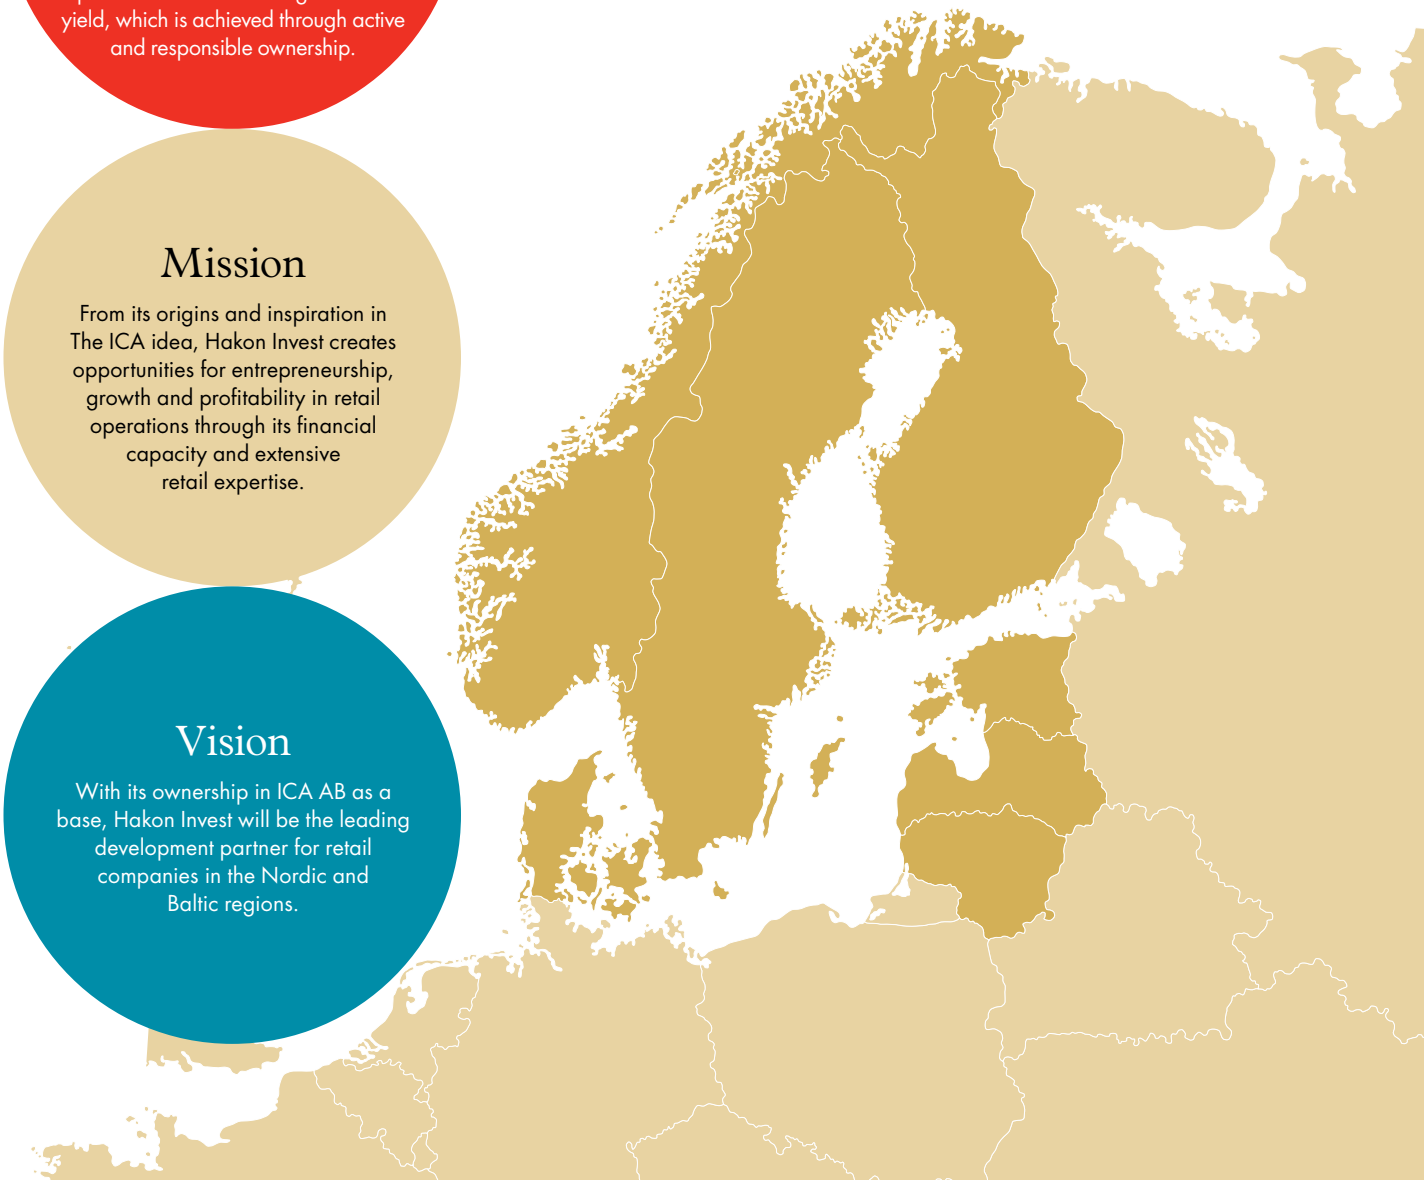 yield, which is achieved through active
and responsible ownership.
Mission
From its origins and inspiration in
The ICA idea, Hakon Invest creates
opportunities for entrepreneurship,
growth and profitability in retail
operations through its financial
capacity and extensive
retail expertise.
Vision
With its ownership in ICA AB as a
base, Hakon Invest will be the leading
development partner for retail
companies in the Nordic and
Baltic regions.